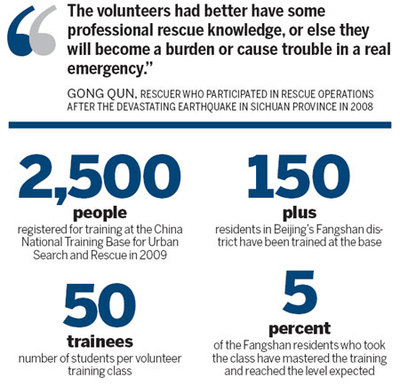 “
The volunteers had better have some
professional rescue knowledge, or else they
will become a burden or cause trouble in a real
emergency.”
GONG QUN, RESCUER WHO PARTICIPATED IN RESCUE OPERATIONS
AFTER THE DEVASTATING EARTHQUAKE IN SICHUAN PROVINCE IN 2008
2,500
people
registered for training at the China
National Training Base for Urban
Search and Rescue in 2009
150
plus
residents in Beijing's Fangshan dis-
trict have been trained at the base
50
trainees
number of students per volunteer
training class
5
percent
of the Fangshan residents who took
the class have mastered the training
and reached the level expected